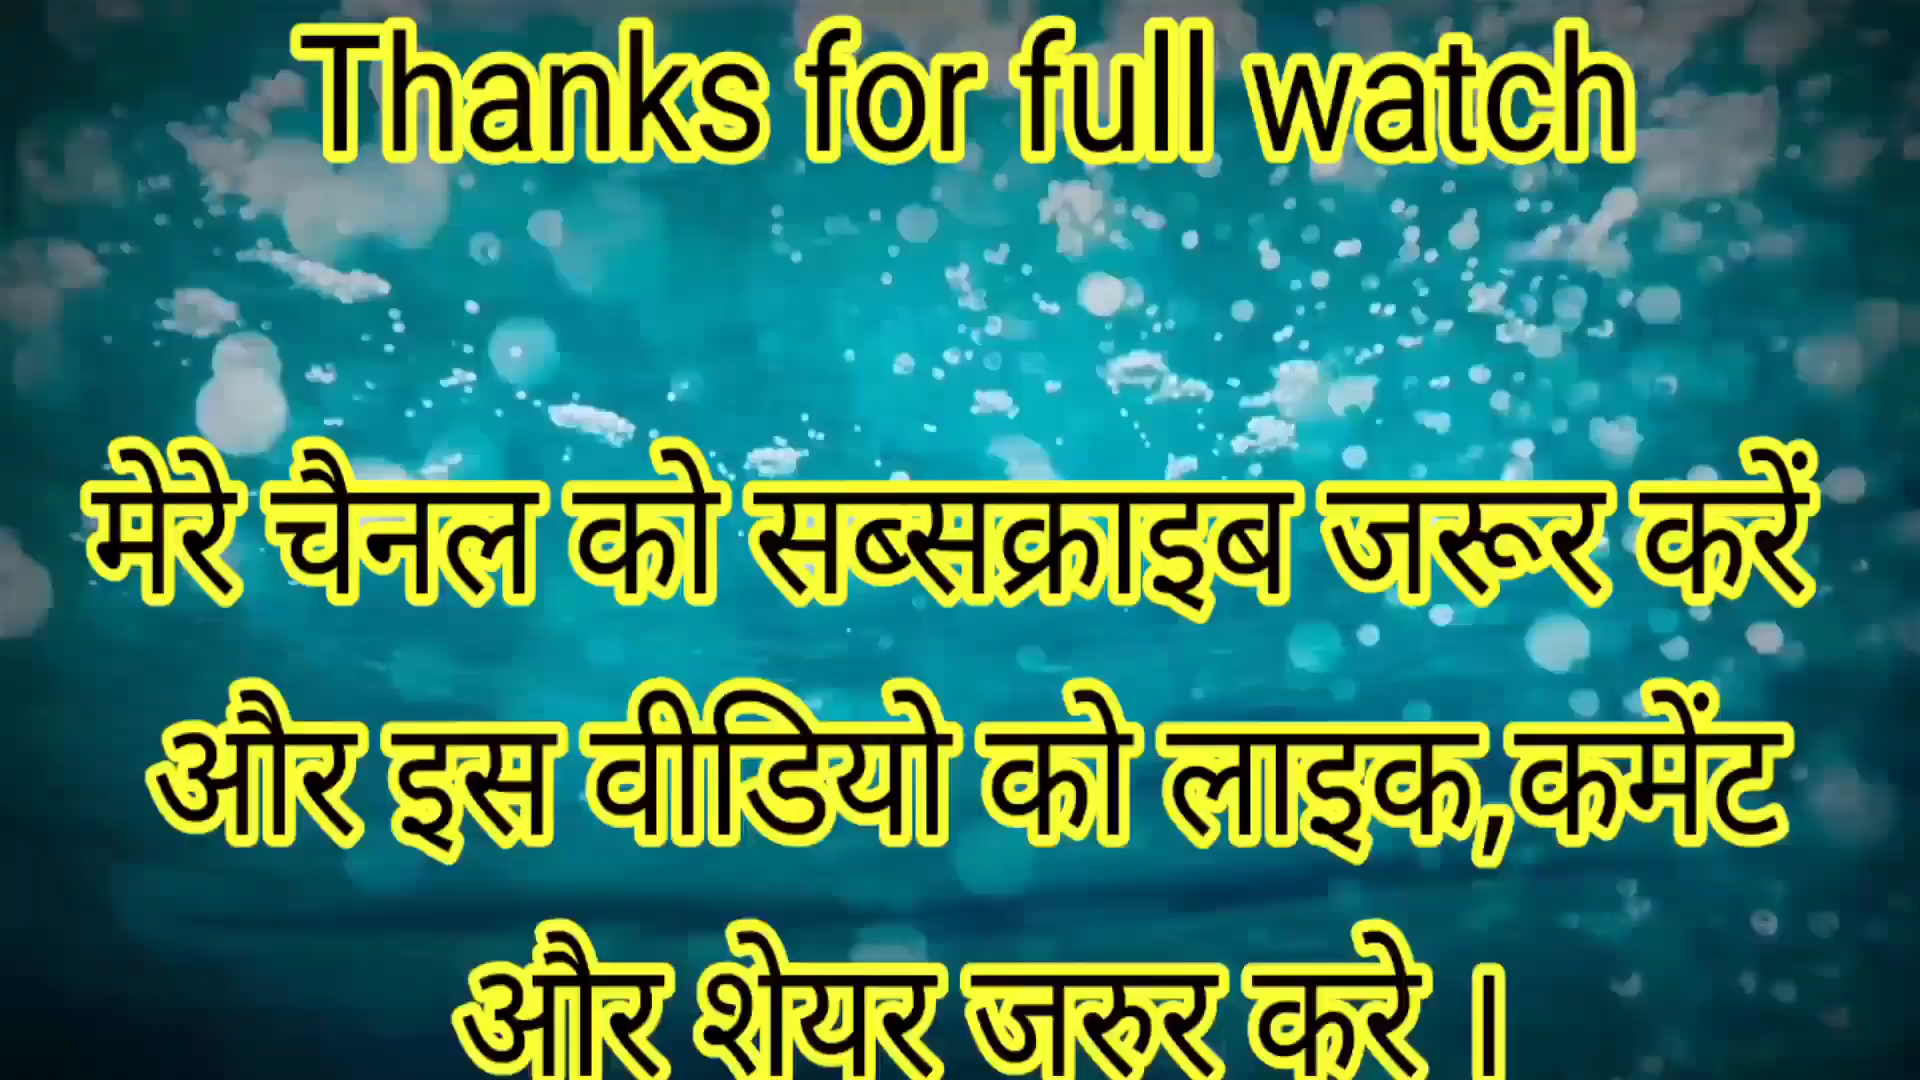 Thanks for full watch
मेरे चैनल को सब्सक्राइब जरूर करें
और इस वीडियो को लाइक,कमेंट
और शेयर जरुर करे ।